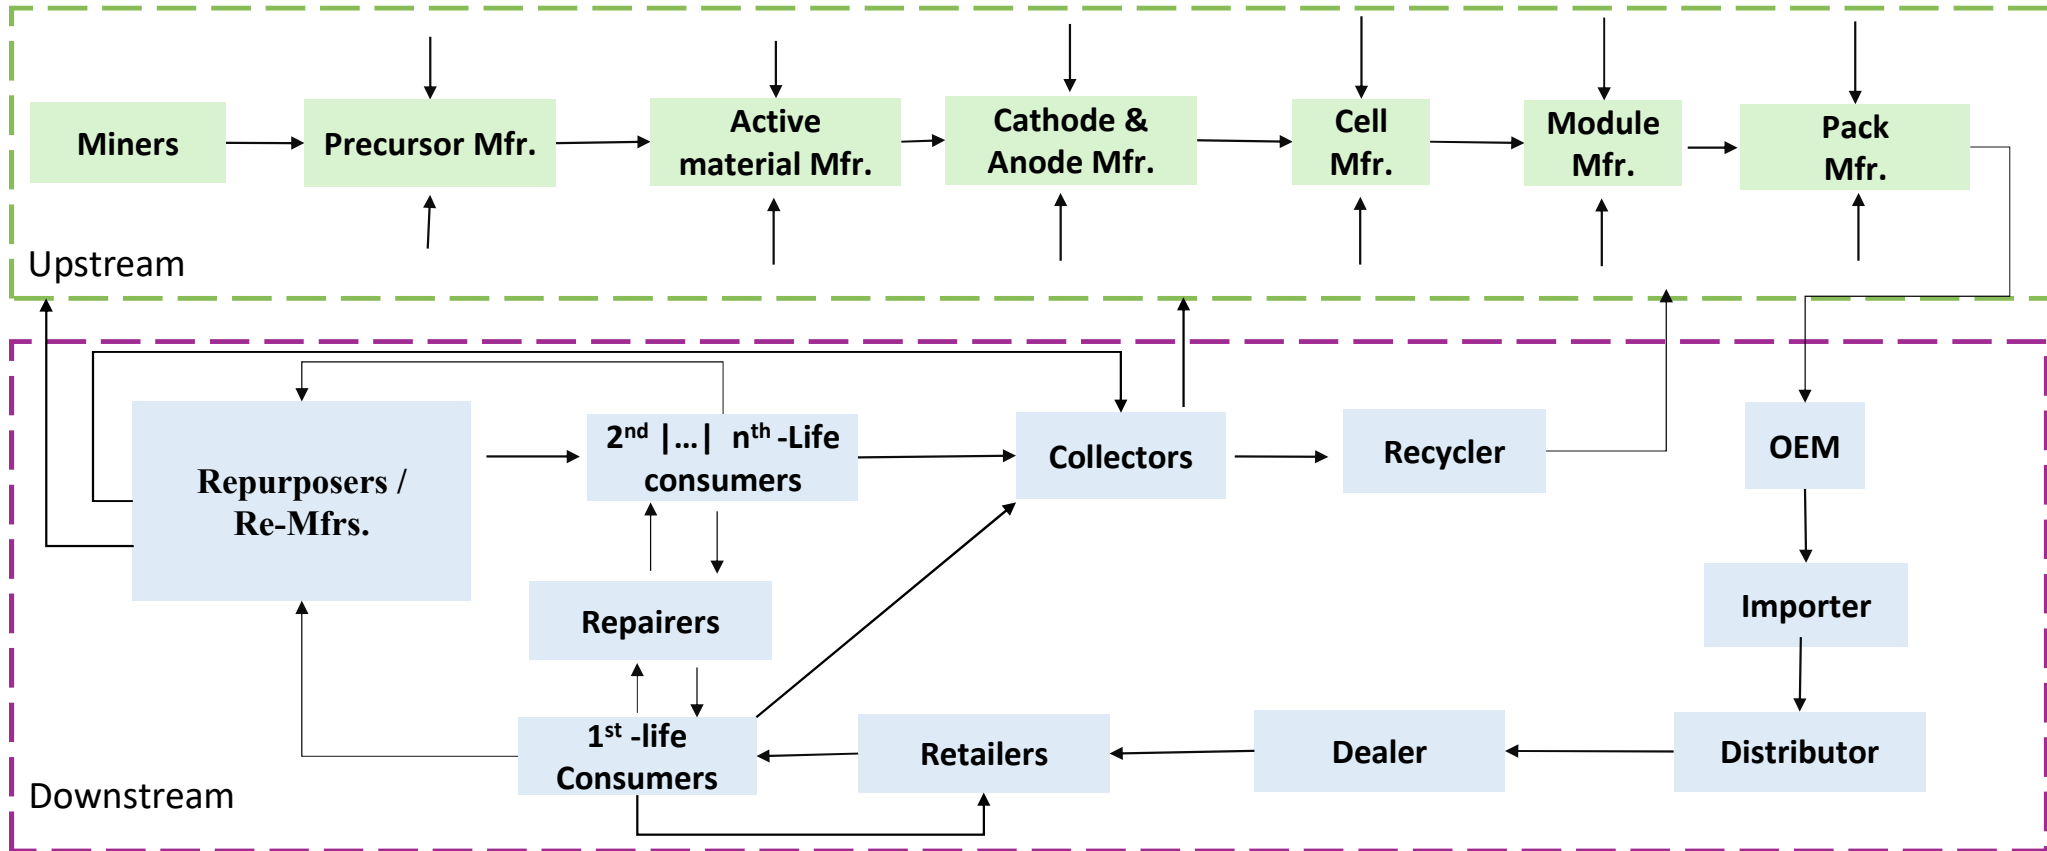 Miners
Precursor Mfr.
Active
material Mfr.
Cathode &
Anode Mfr.
Cell
Mfr.
Module
Mfr.
Pack
Mfr.
Upstream
Repurposers /
Re-Mfrs.
2nd |...| nth -Life
consumers
Collectors
Recycler
OEM
Repairers
Importer
1st -life
Consumers
Retailers
Dealer
Distributor
Downstream